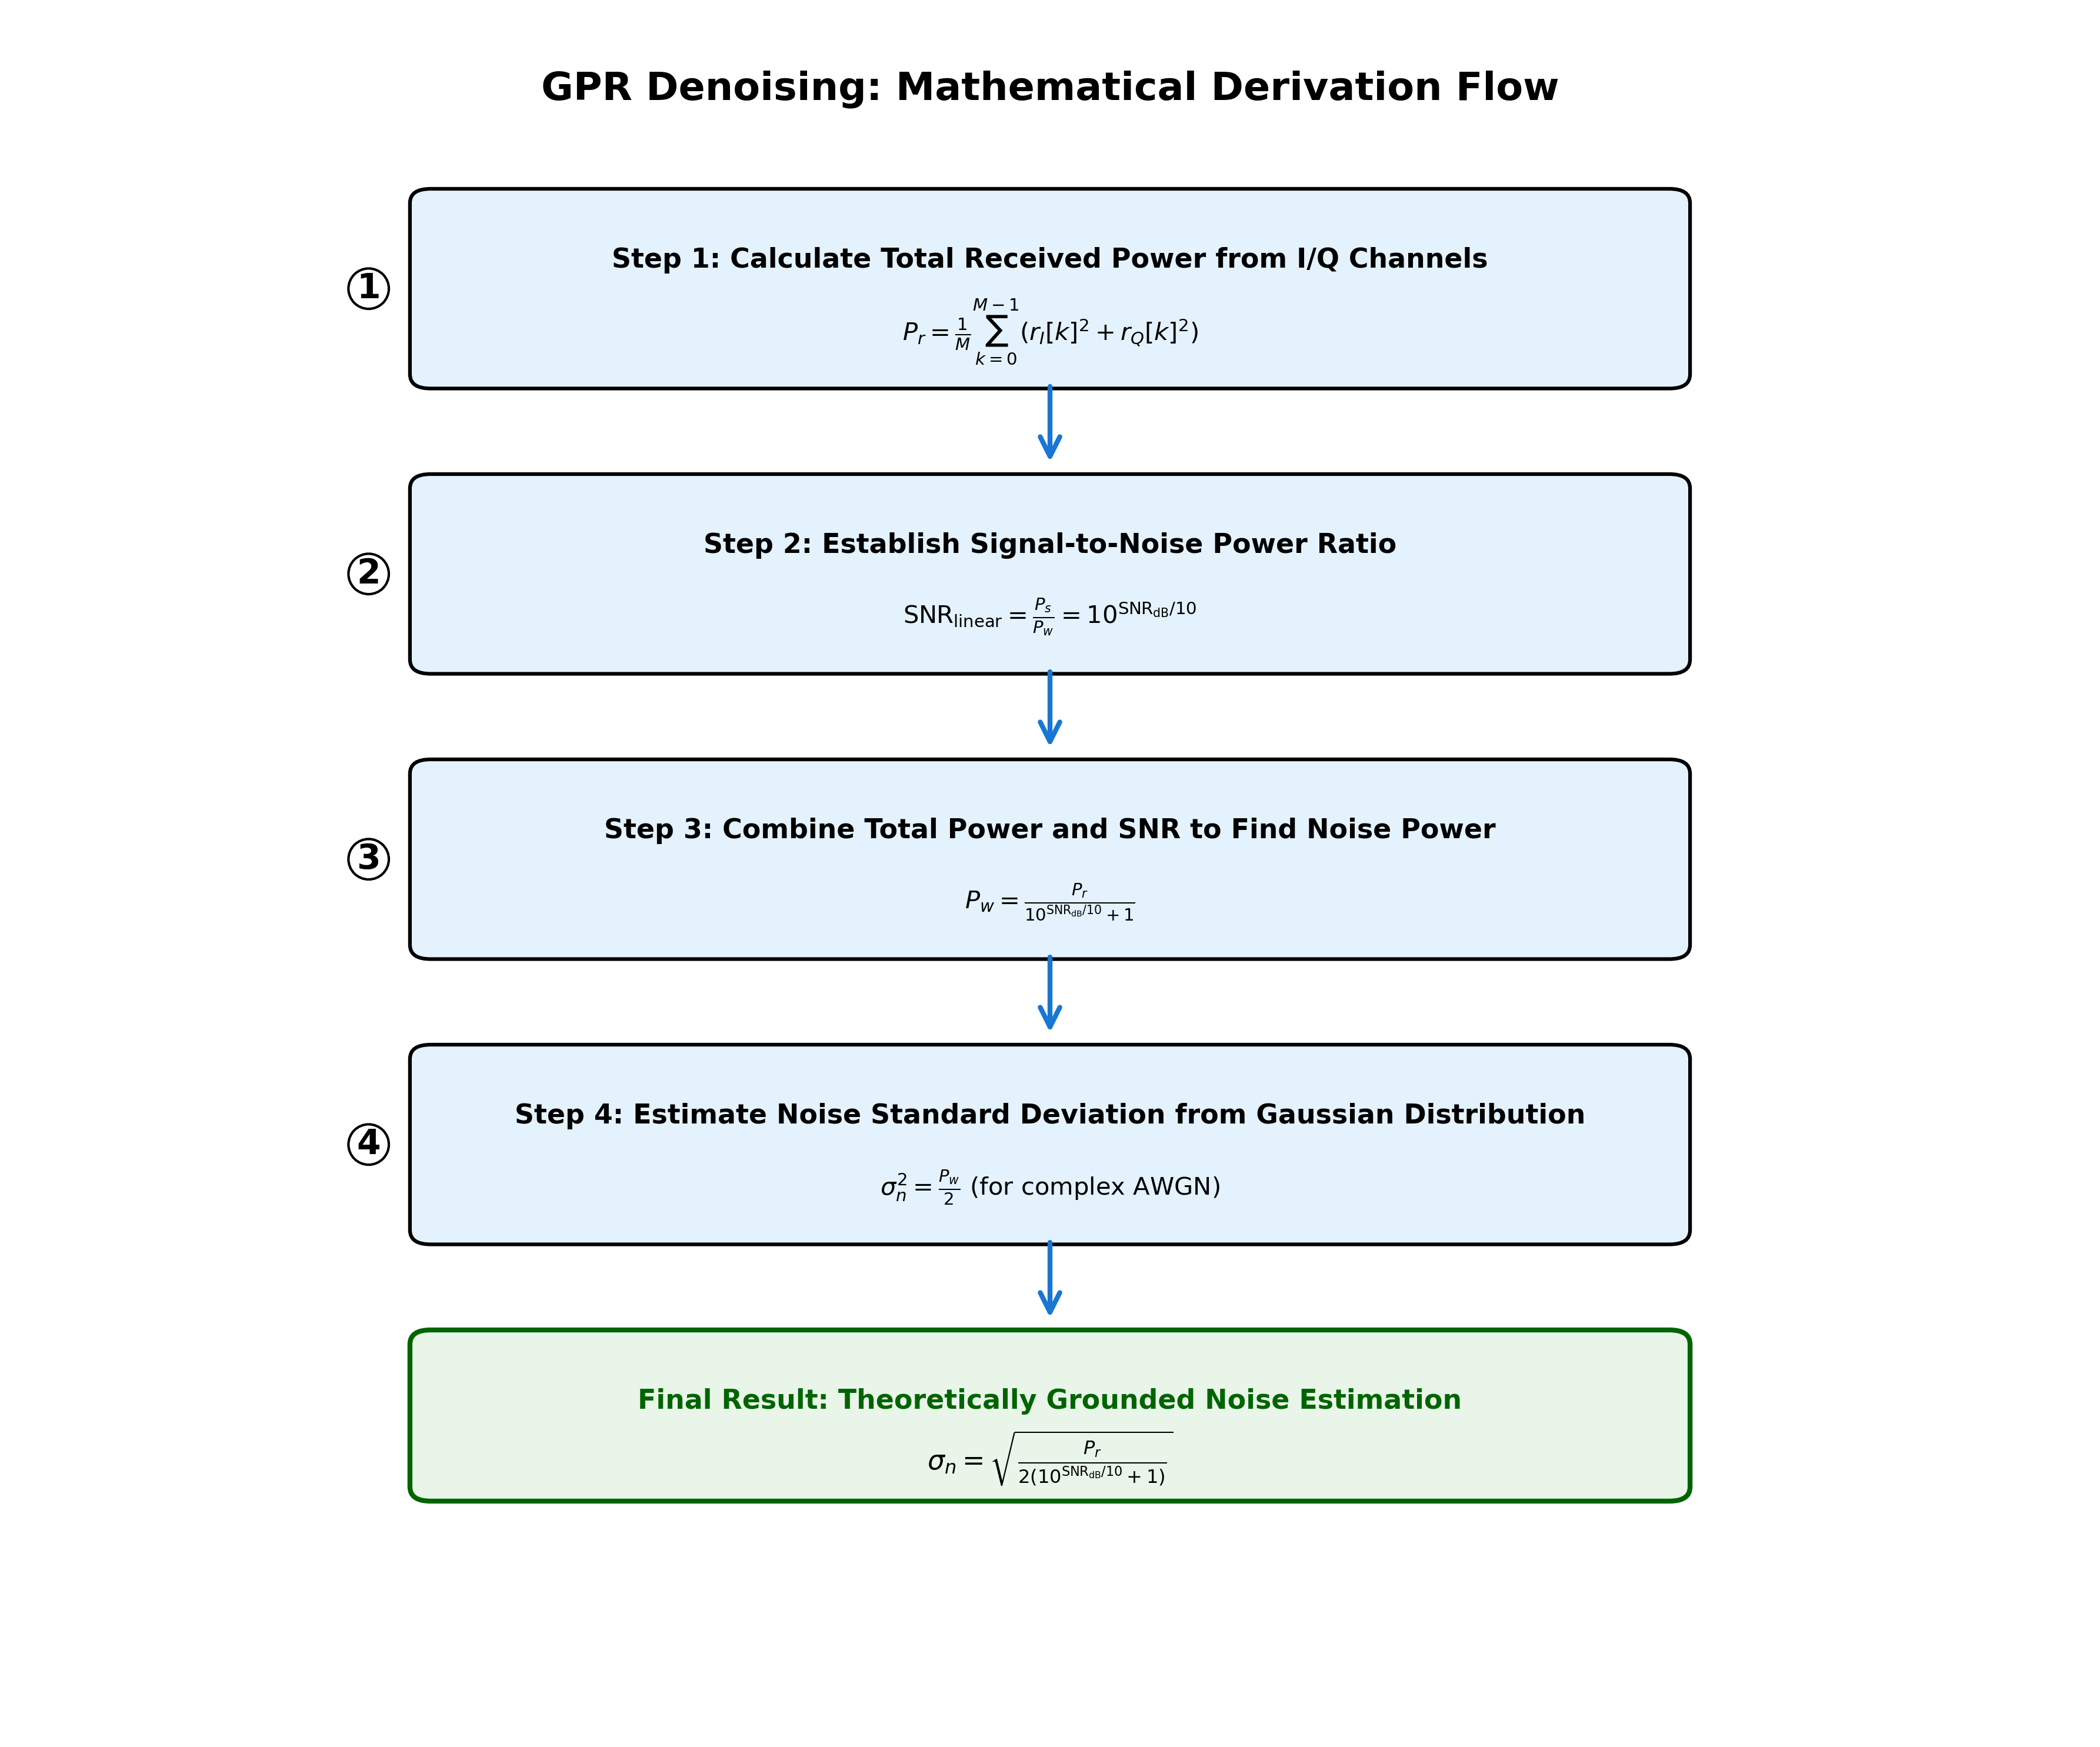 GPR Denoising: Mathematical Derivation Flow
①
Step 1: Calculate Total Received Power from I/Q Channels
$P_r = \frac{1}{M} \sum_{k=0}^{M-1} (r_I[k]^2 + r_Q[k]^2)$
②
Step 2: Establish Signal-to-Noise Power Ratio
$\mathrm{SNR}_{\mathrm{linear}} = \frac{P_s}{P_w} = 10^{\mathrm{SNR}_{\mathrm{dB}}/10}$
③
Step 3: Combine Total Power and SNR to Find Noise Power
$P_w = \frac{P_r}{10^{\mathrm{SNR}_{\mathrm{dB}}/10} + 1}$
④
Step 4: Estimate Noise Standard Deviation from Gaussian Distribution
$\sigma_n^2 = \frac{P_w}{2}$ (for complex AWGN)
Final Result: Theoretically Grounded Noise Estimation
$\sigma_n = \sqrt{\frac{P_r}{2(10^{\mathrm{SNR}_{\mathrm{dB}}/10} + 1)}}$